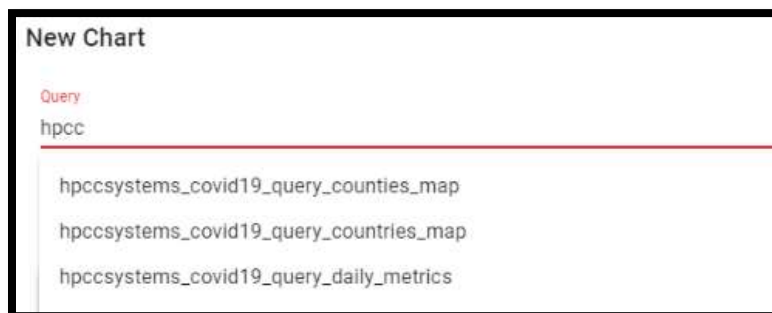 New Chart
Query
hpcc
hpccsystems_covid19_query_counties_map
hpccsystems_covid19_query_countries_map
hpccsystems_covid19_query_daily_metrics